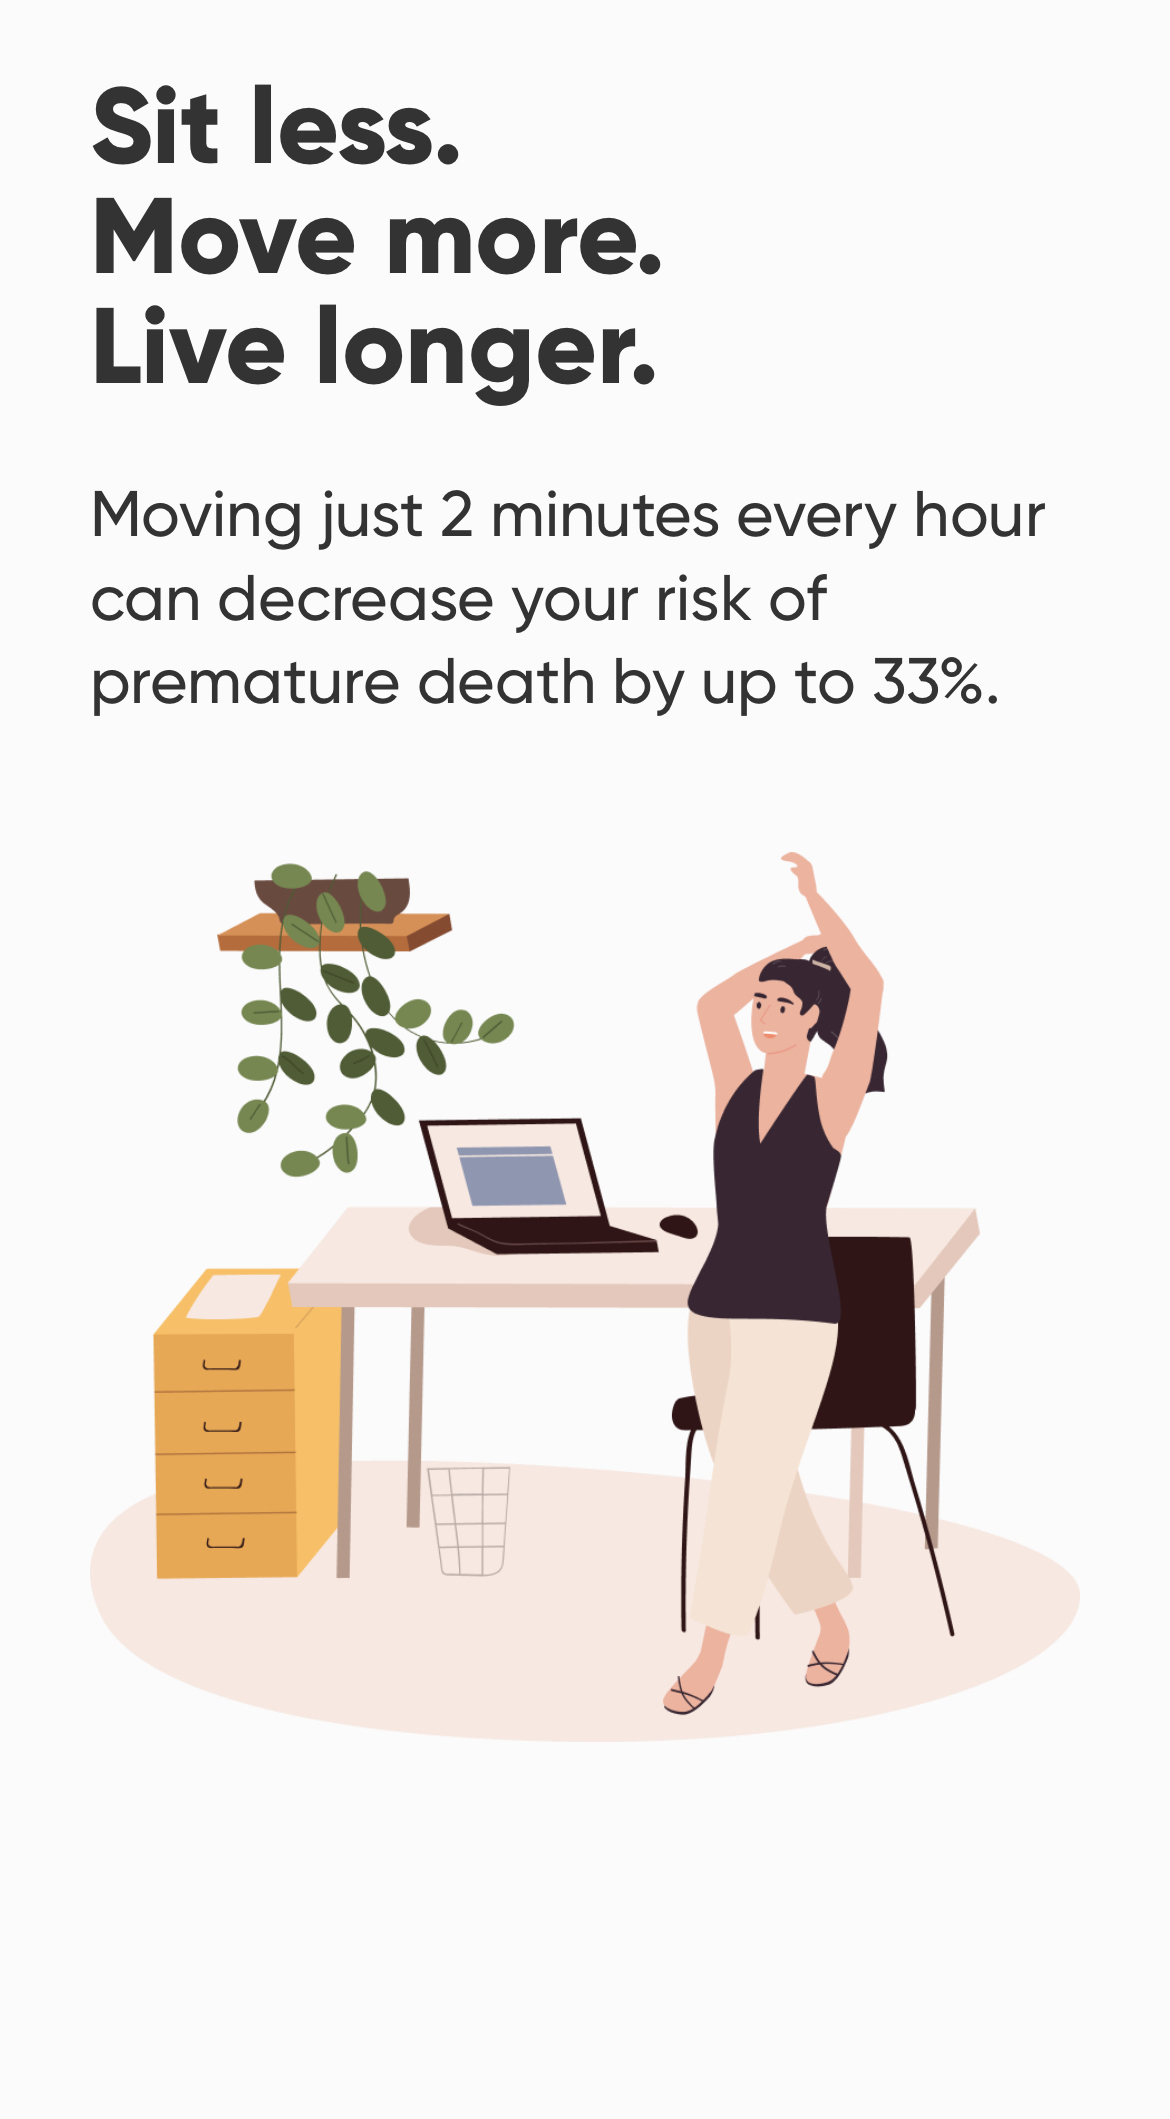 Sit less.
Move more.
Live longer.
Moving just 2 minutes every hour
can decrease your risk of
premature death by up to 33%.